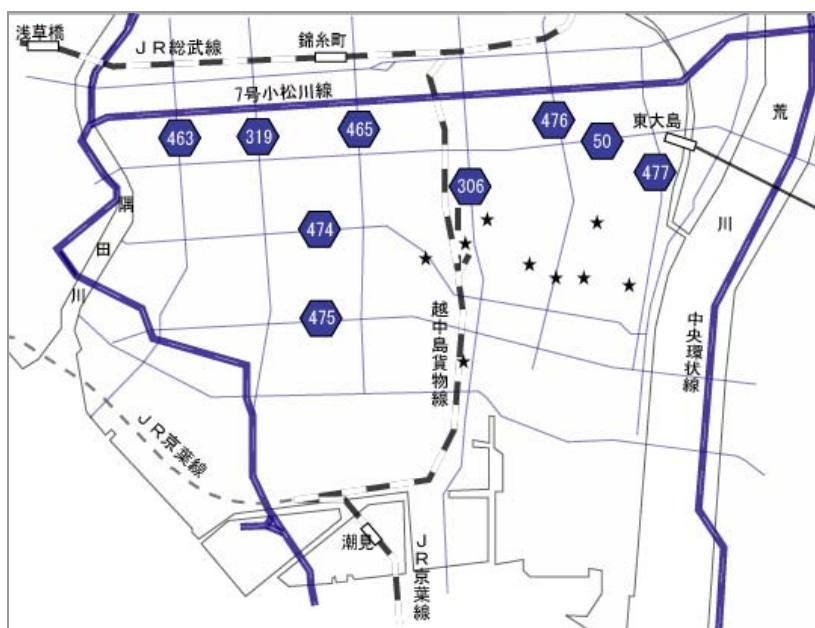 浅草橋
ＪＲ総武線
錦糸町
7号小松川線
463
319
465
476
50
東大島
477
荒川
306
隅田川
474
475
越中島貨物線
中央環状線
ＪＲ京葉線
潮見
ＪＲ京葉線